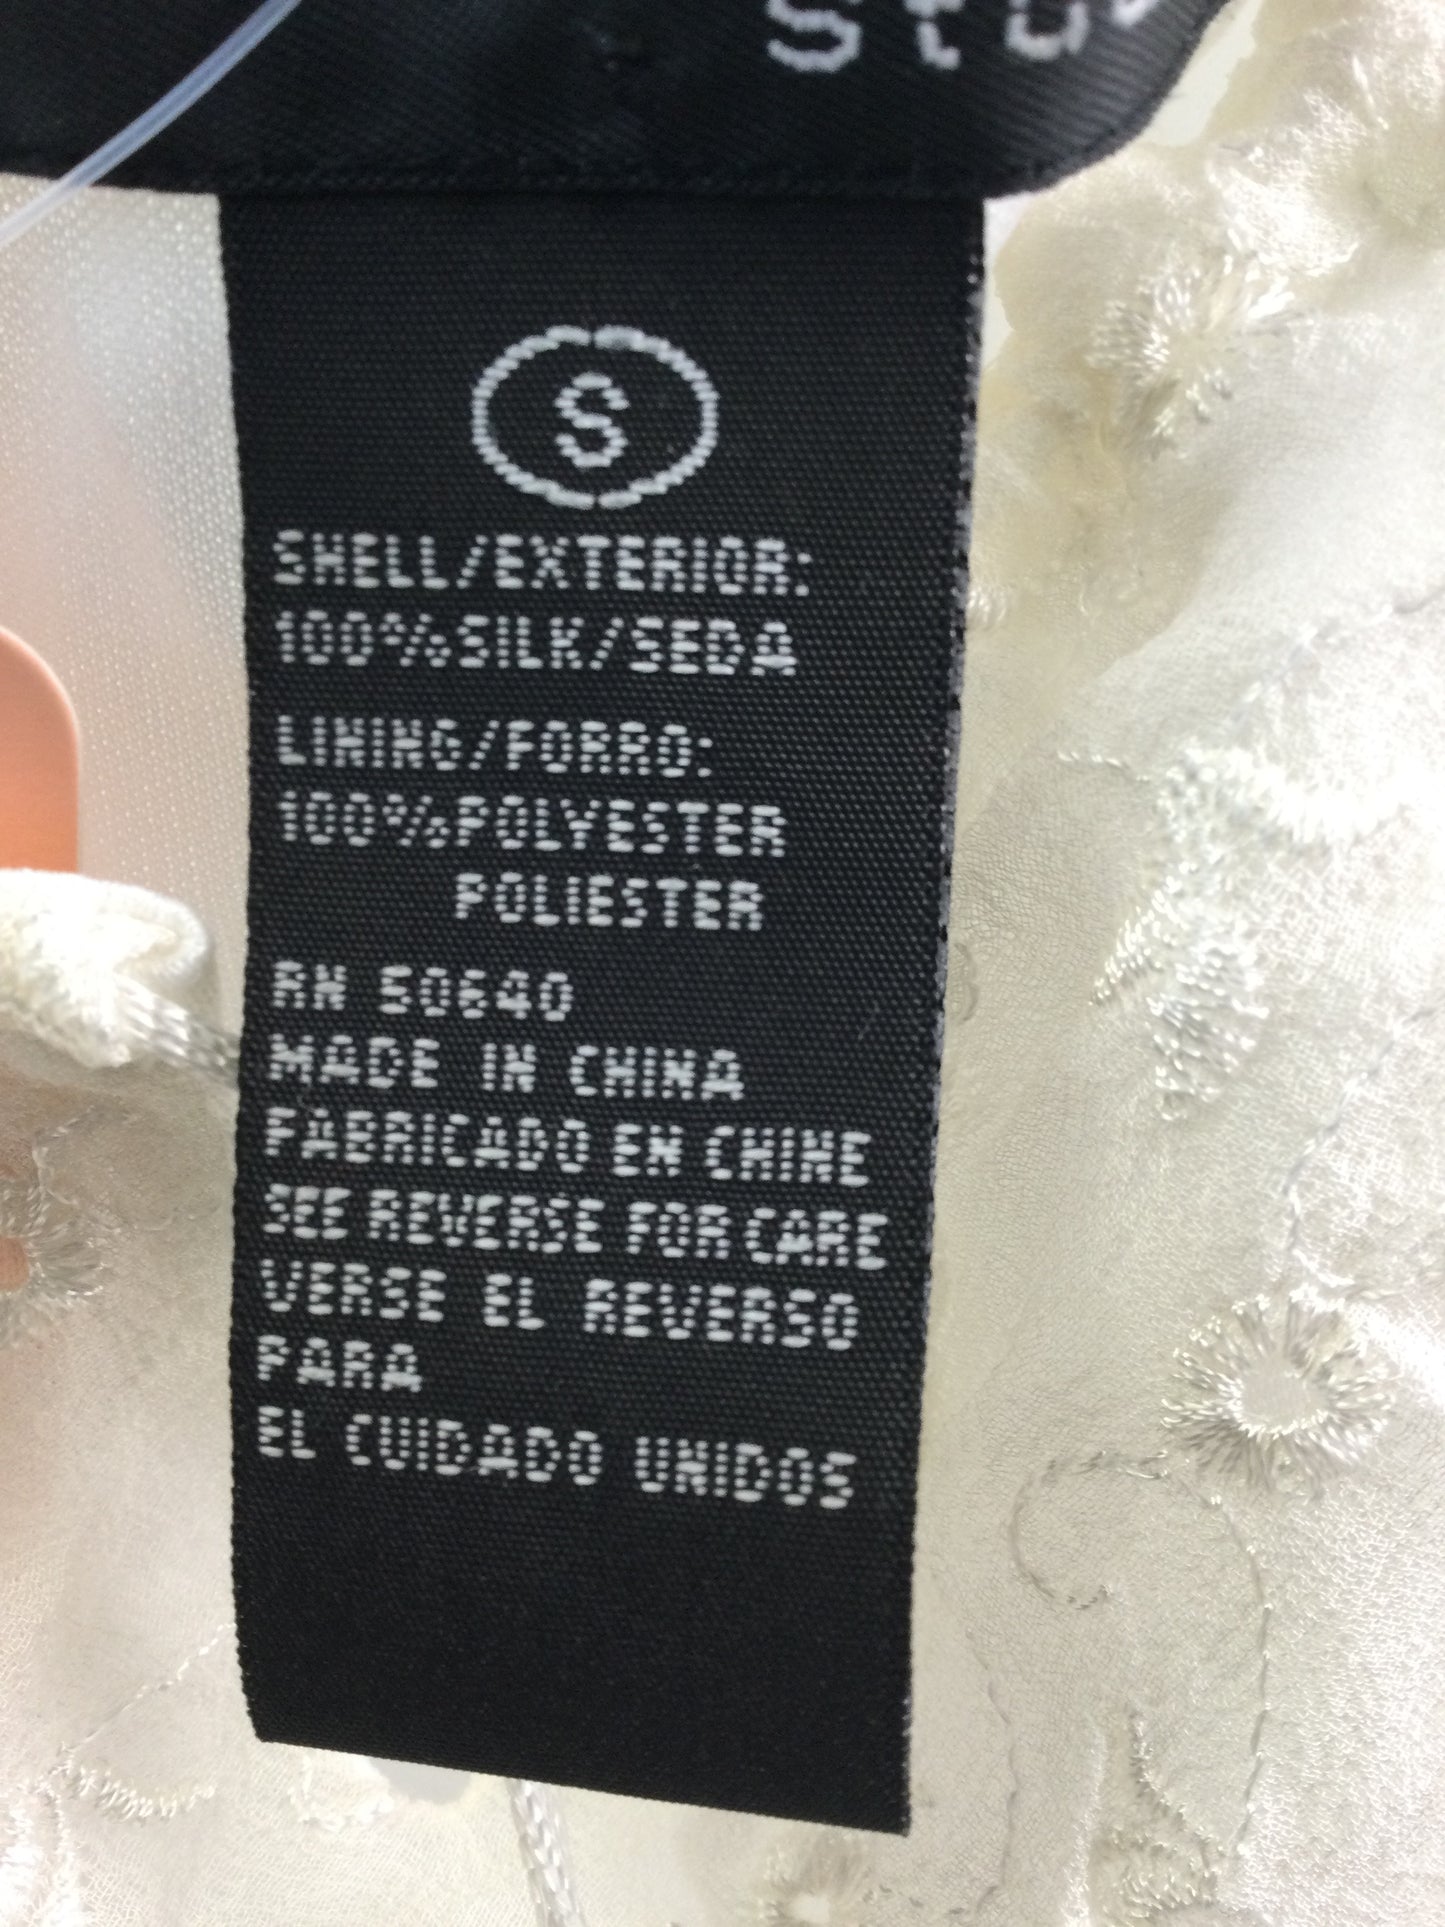 S
SHELL/EXTERIOR:
100%SILK/SEDA
LINING/FORRO:
100%POLYESTER
POLIESTER
RN 50640
MADE IN CHINA
FABRICADO EN CHINE
SEE REVERSE FOR CARE
VERSE EL REVERSO
PARA
EL CUIDADO UNIDOS